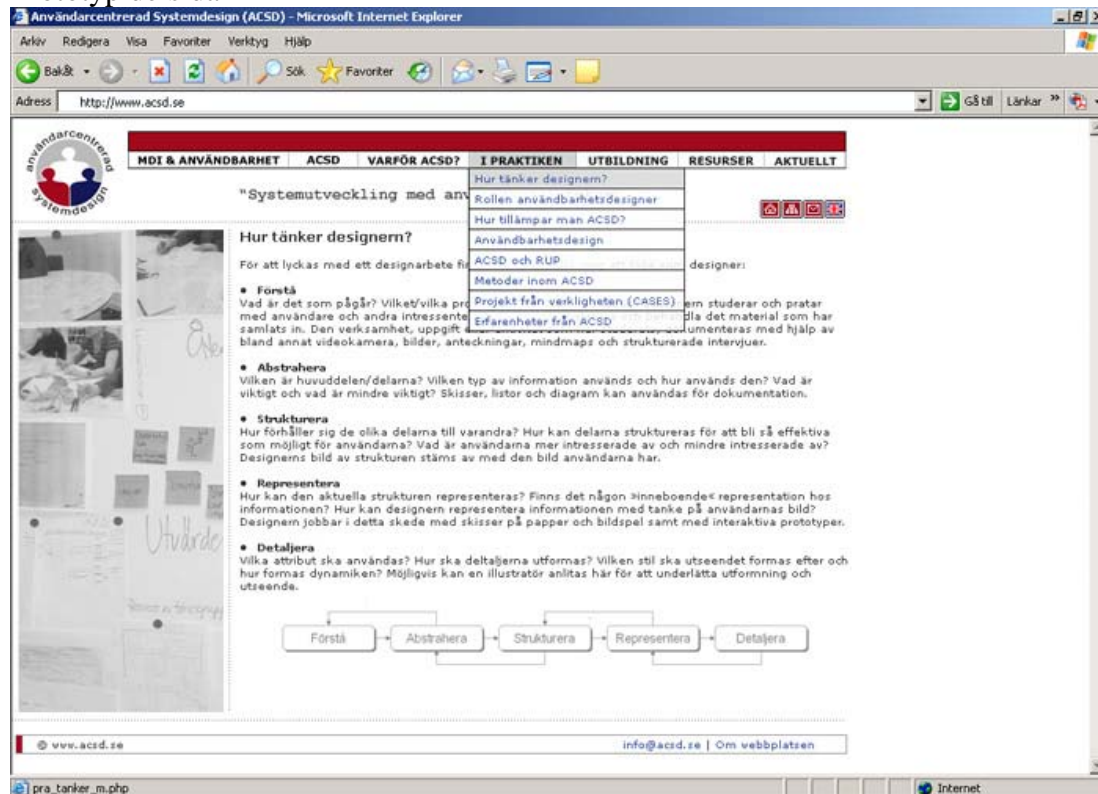 Användarcentrerad Systemdesign (ACSD) - Microsoft Internet Explorer
Arkiv Redigera Visa Favoriter Verktyg Hjälp
Bakåt Sök Favoriter
Adress http://www.acsd.se Gå till Länkar »
användarcentrerad systemdesign
MDI & ANVÄNDBARHET ACSD VARFÖR ACSD? I PRAKTIKEN UTBILDNING RESURSER AKTUELLT
Hur tänker designern?
Rollen användbarhetsdesigner
Hur tillämpar man ACSD?
Användbarhetsdesign
ACSD och RUP
Metoder inom ACSD
Projekt från verkligheten (CASES)
Erfarenheter från ACSD
"Systemutveckling med
Hur tänker designern?
För att lyckas med ett designarbete designer:
• Förstå
Vad är det som pågår? Vilket/vilka studerar och pratar
med användare och andra det material som har
samlats in. Den verksamhet, uppgift dokumenteras med hjälp av
bland annat videokamera, bilder, anteckningar, mindmaps och strukturerade intervjuer.
• Abstrahera
Vilken är huvuddelen/delarna? Vilken typ av information används och hur används den? Vad är
viktigt och vad är mindre viktigt? Skisser, listor och diagram kan användas för dokumentation.
• Strukturera
Hur förhåller sig de olika delarna till varandra? Hur kan delarna struktureras för att bli så effektiva
som möjligt för användarna? Vad är användarna mer intresserade av och mindre intresserade av?
Designerns bild av strukturen stäms av med den bild användarna har.
• Representera
Hur kan den aktuella strukturen representeras? Finns det någon »inneboende« representation hos
informationen? Hur kan designern representera informationen med tanke på användarnas bild?
Designern jobbar i detta skede med skisser på papper och bildspel samt med interaktiva prototyper.
• Detaljera
Vilka attribut ska användas? Hur ska deltaljerna utformas? Vilken stil ska utseendet formas efter och
hur formas dynamiken? Möjligvis kan en illustratör anlitas här för att underlätta utformning och
utseende.
Förstå Abstrahera Strukturera Representera Detaljera
Utvärde
© www.acsd.se info@acsd.se | Om webbplatsen
pra_tanker_m.php Internet